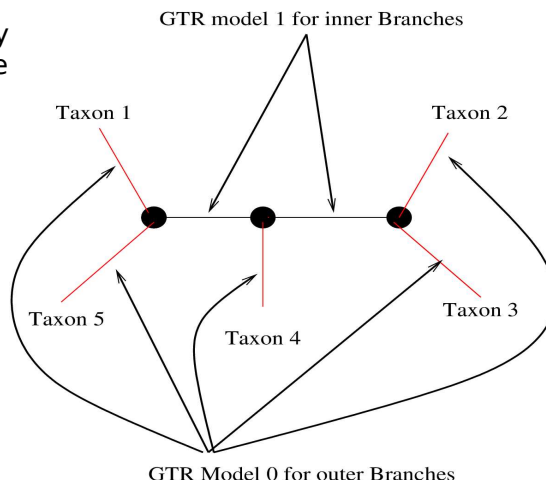 GTR model 1 for inner Branches
y
e
Taxon 1
Taxon 2
Taxon 5
Taxon 4
Taxon 3
GTR Model 0 for outer Branches